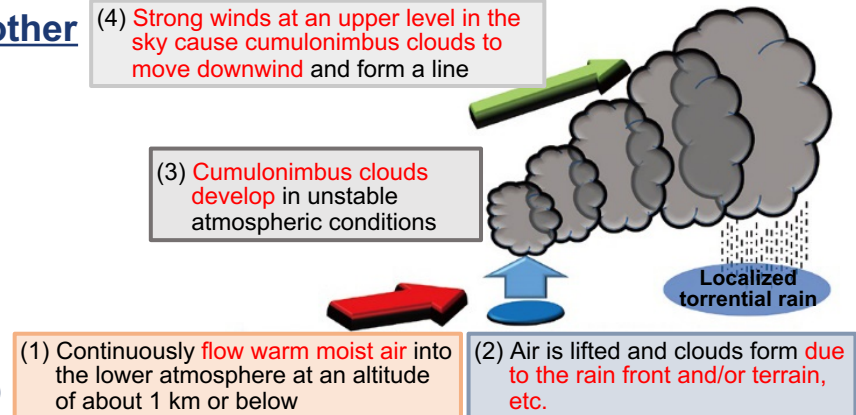 other
(4) Strong winds at an upper level in the
sky cause cumulonimbus clouds to
move downwind and form a line
(3) Cumulonimbus clouds
develop in unstable
atmospheric conditions
Localized
torrential rain
(1) Continuously flow warm moist air into
the lower atmosphere at an altitude
of about 1 km or below
(2) Air is lifted and clouds form due
to the rain front and/or terrain,
etc.